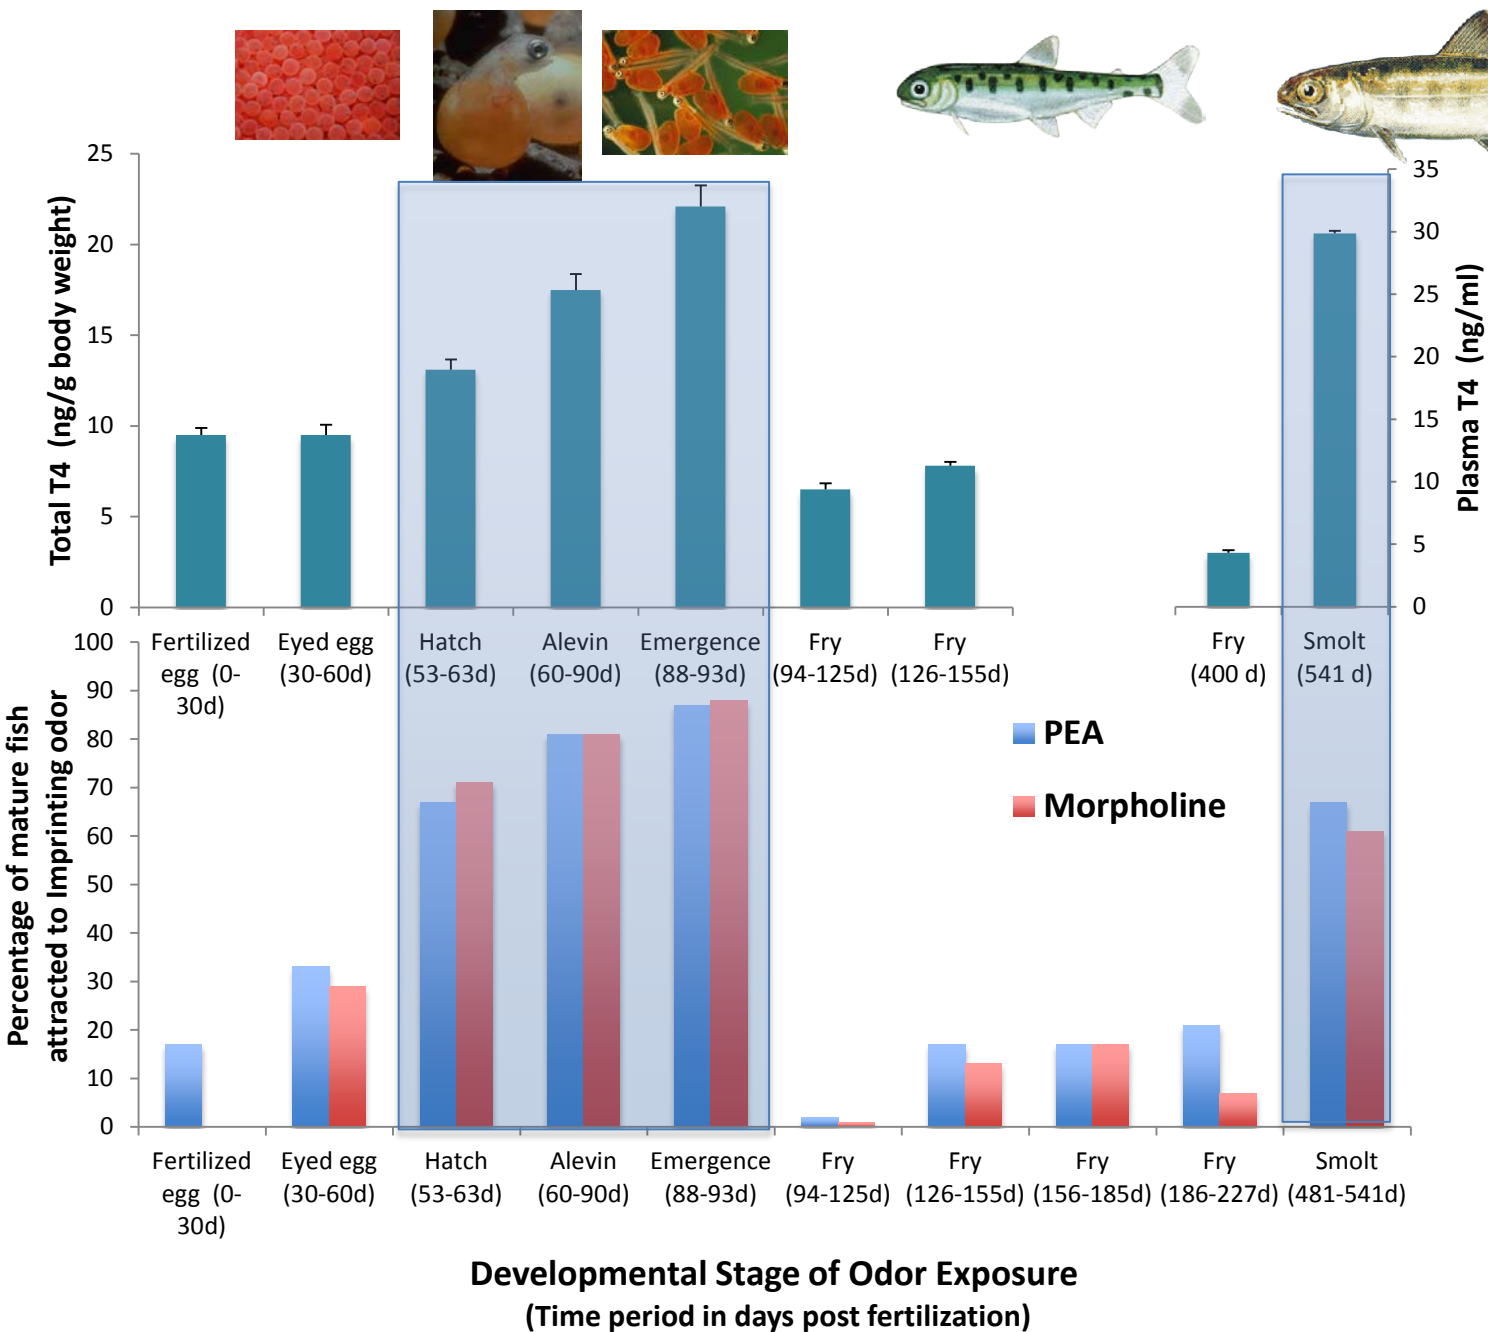 25
20
15
10
5
0
Total T4 (ng/g body weight)
35
30
25
20
15
10
5
0
Plasma T4 (ng/ml)
Fertilized
egg (0-
30d)
Eyed egg
(30-60d)
Hatch
(53-63d)
Alevin
(60-90d)
Emergence
(88-93d)
Fry
(94-125d)
Fry
(126-155d)
Fry
(400 d)
Smolt
(541 d)
100
90
80
70
60
50
40
30
20
10
0
Percentage of mature fish
attracted to Imprinting odor
PEA
Morpholine
Fertilized
egg (0-
30d)
Eyed egg
(30-60d)
Hatch
(53-63d)
Alevin
(60-90d)
Emergence
(88-93d)
Fry
(94-125d)
Fry
(126-155d)
Fry
(156-185d)
Fry
(186-227d)
Smolt
(481-541d)
Developmental Stage of Odor Exposure
(Time period in days post fertilization)